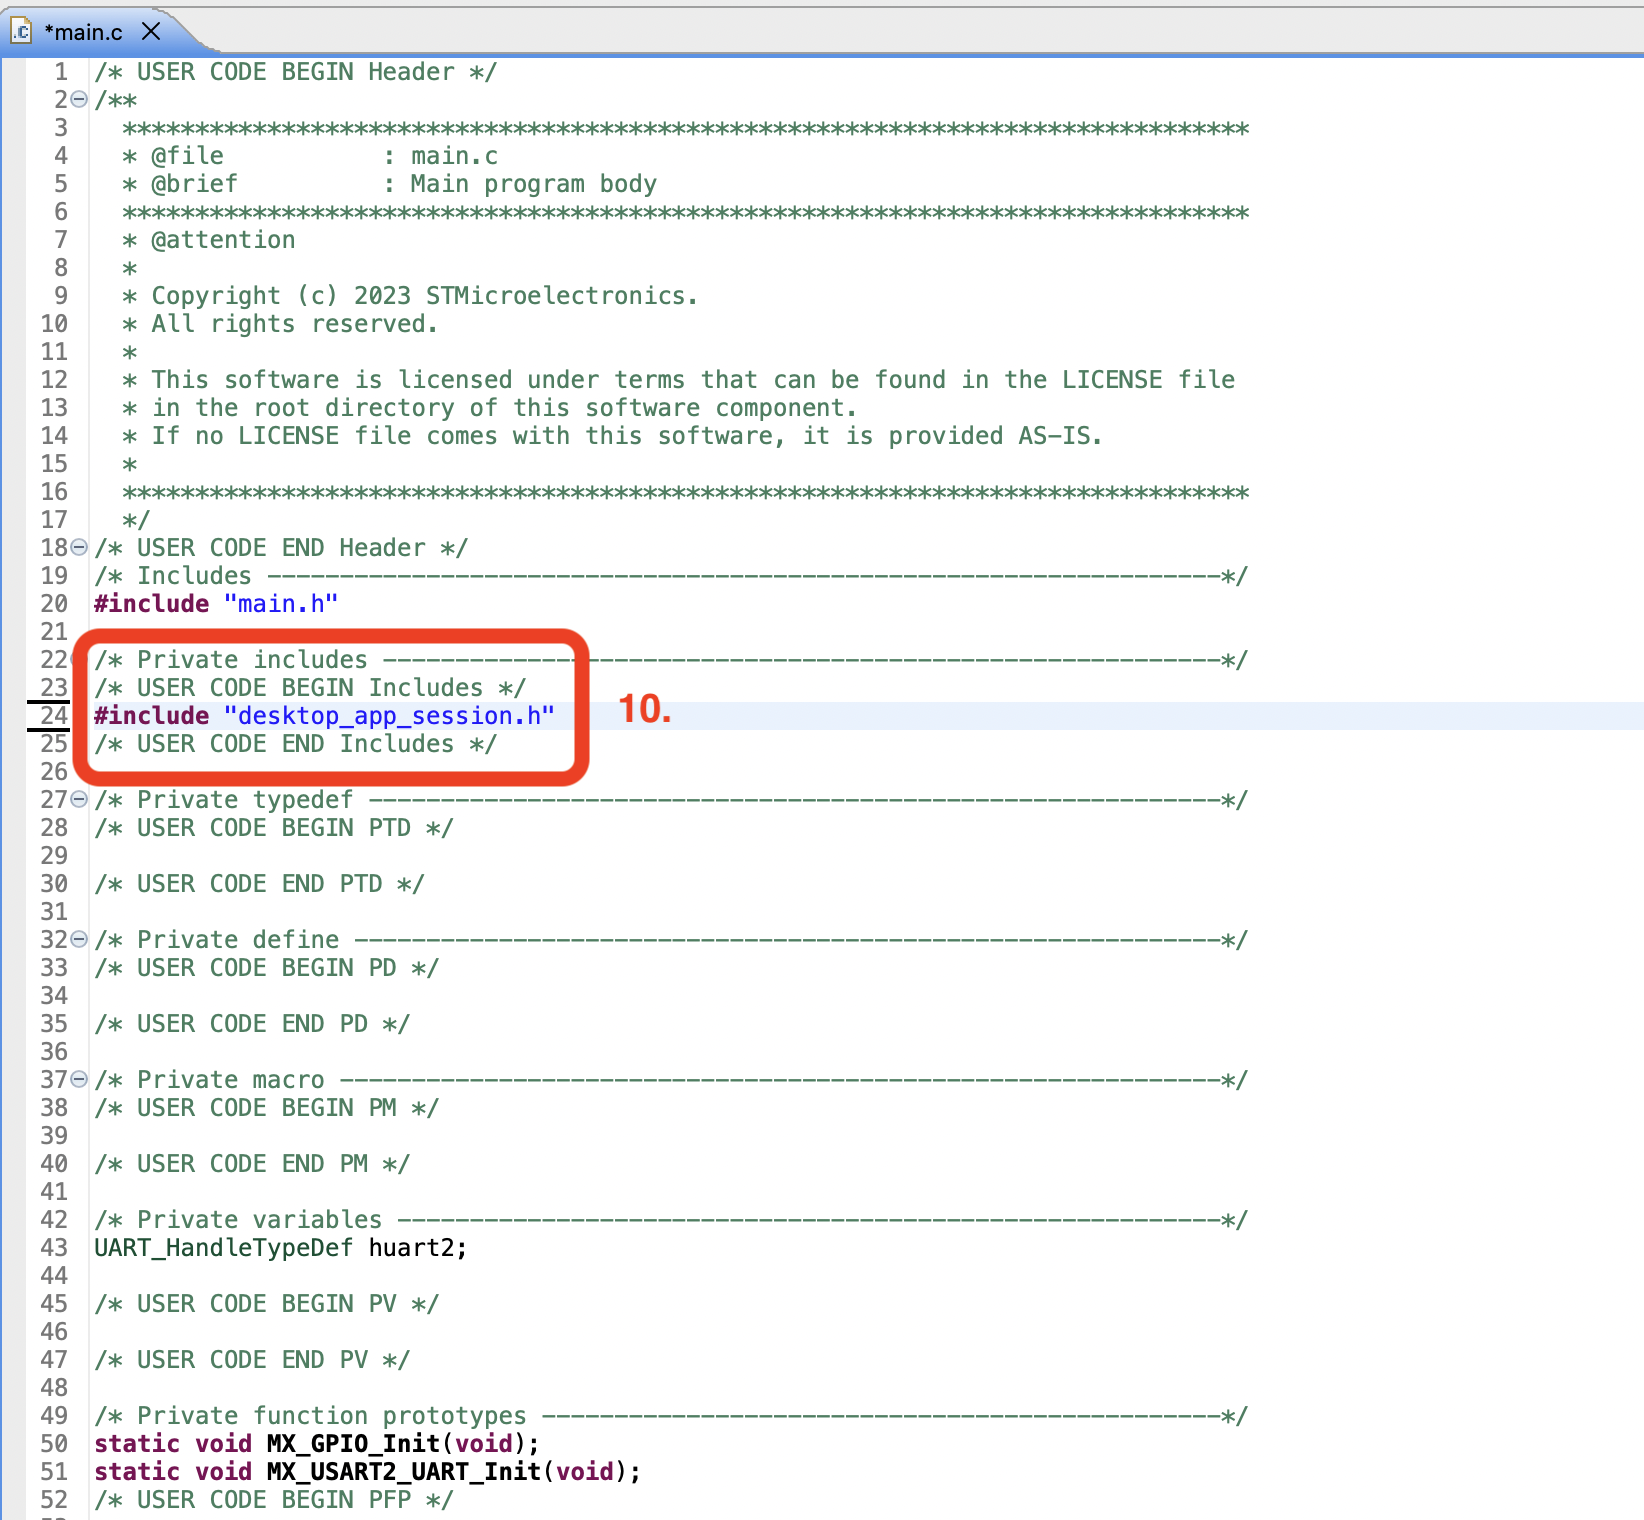 *main.c
1 /* USER CODE BEGIN Header */
2 /**
3 ******************************************************************************
4 * @file           : main.c
5 * @brief          : Main program body
6 ******************************************************************************
7 * @attention
8 *
9 * Copyright (c) 2023 STMicroelectronics.
10 * All rights reserved.
11 *
12 * This software is licensed under terms that can be found in the LICENSE file
13 * in the root directory of this software component.
14 * If no LICENSE file comes with this software, it is provided AS-IS.
15 *
16 ******************************************************************************
17 */
18 /* USER CODE END Header */
19 /* Includes ------------------------------------------------------------------*/
20 #include "main.h"
21
22 /* Private includes ----------------------------------------------------------*/
23 /* USER CODE BEGIN Includes */
24 #include "desktop_app_session.h" 10.
25 /* USER CODE END Includes */
26
27 /* Private typedef -----------------------------------------------------------*/
28 /* USER CODE BEGIN PTD */
29
30 /* USER CODE END PTD */
31
32 /* Private define ------------------------------------------------------------*/
33 /* USER CODE BEGIN PD */
34
35 /* USER CODE END PD */
36
37 /* Private macro -------------------------------------------------------------*/
38 /* USER CODE BEGIN PM */
39
40 /* USER CODE END PM */
41
42 /* Private variables ---------------------------------------------------------*/
43 UART_HandleTypeDef huart2;
44
45 /* USER CODE BEGIN PV */
46
47 /* USER CODE END PV */
48
49 /* Private function prototypes -----------------------------------------------*/
50 static void MX_GPIO_Init(void);
51 static void MX_USART2_UART_Init(void);
52 /* USER CODE BEGIN PFP */